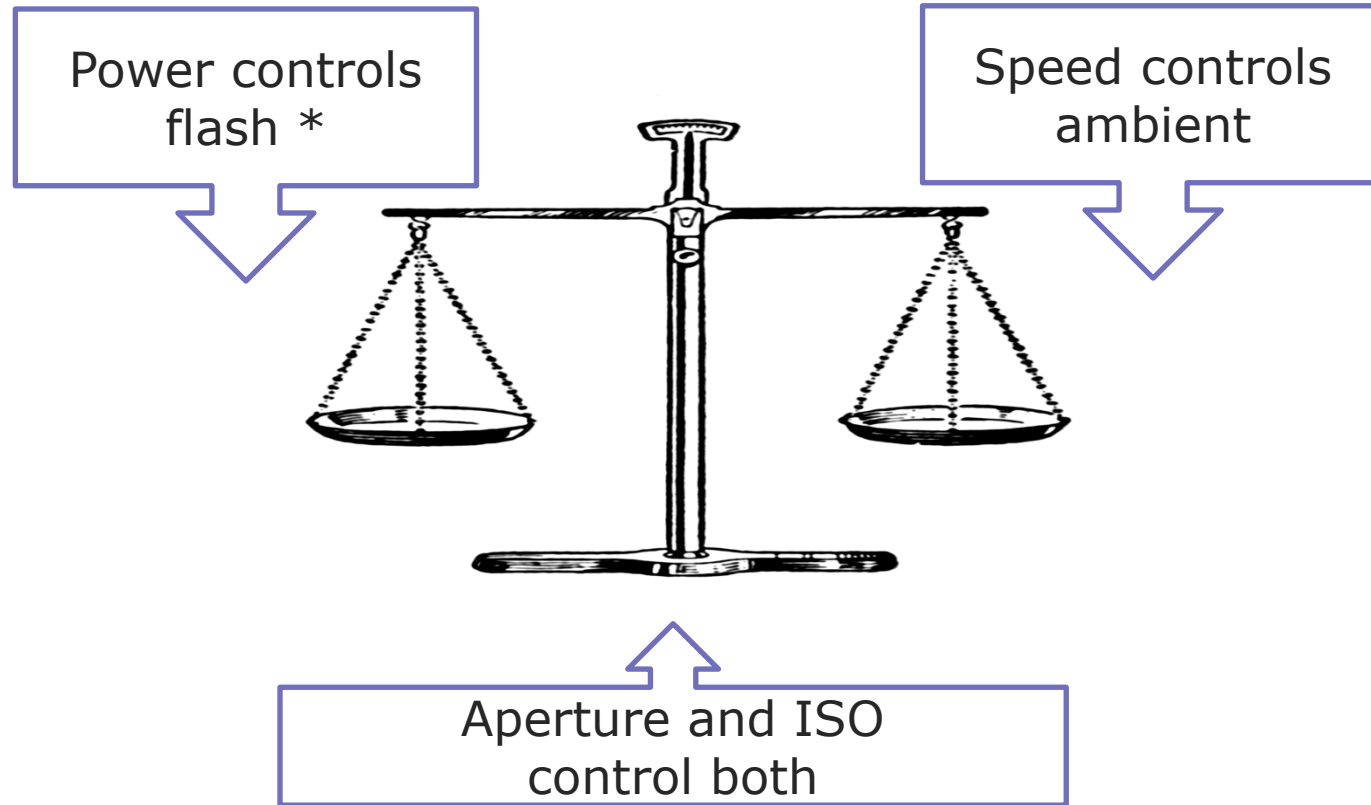 Power controls
flash *
Speed controls
ambient
Aperture and ISO
control both